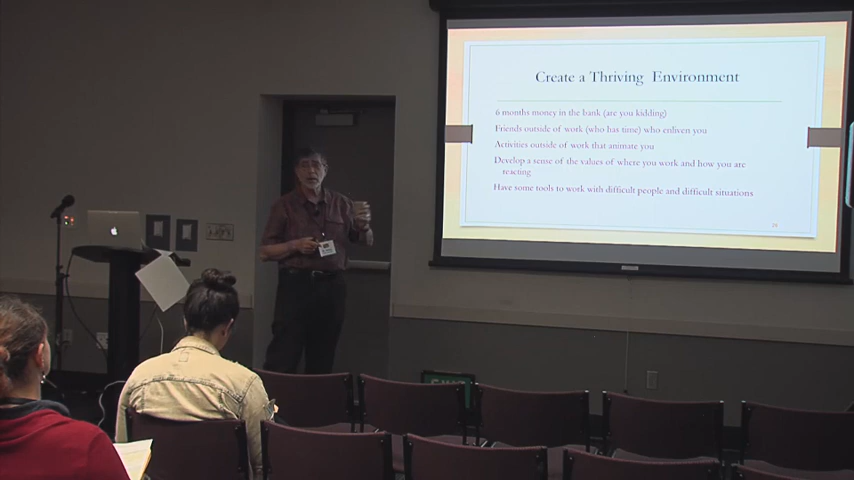 Create a Thriving Environment
6 months money in the bank (are you kidding)
Friends outside of work (who has time) who enliven you
Activities outside of work that animate you
Develop a sense of the values of where you work and how you are
reacting
Have some tools to work with difficult people and difficult situations